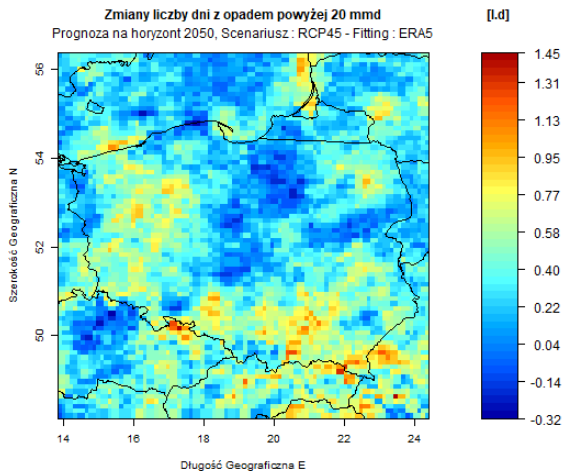 Zmiany liczby dni z opadem powyżej 20 mmd
[l.d]
Prognoza na horyzont 2050, Scenariusz : RCP45 - Fitting : ERA5
Szerokość Geograficzna N
56
54
52
50
14 16 18 20 22 24
Długość Geograficzna E
1.45
1.31
1.13
0.95
0.77
0.58
0.40
0.22
0.04
-0.14
-0.32